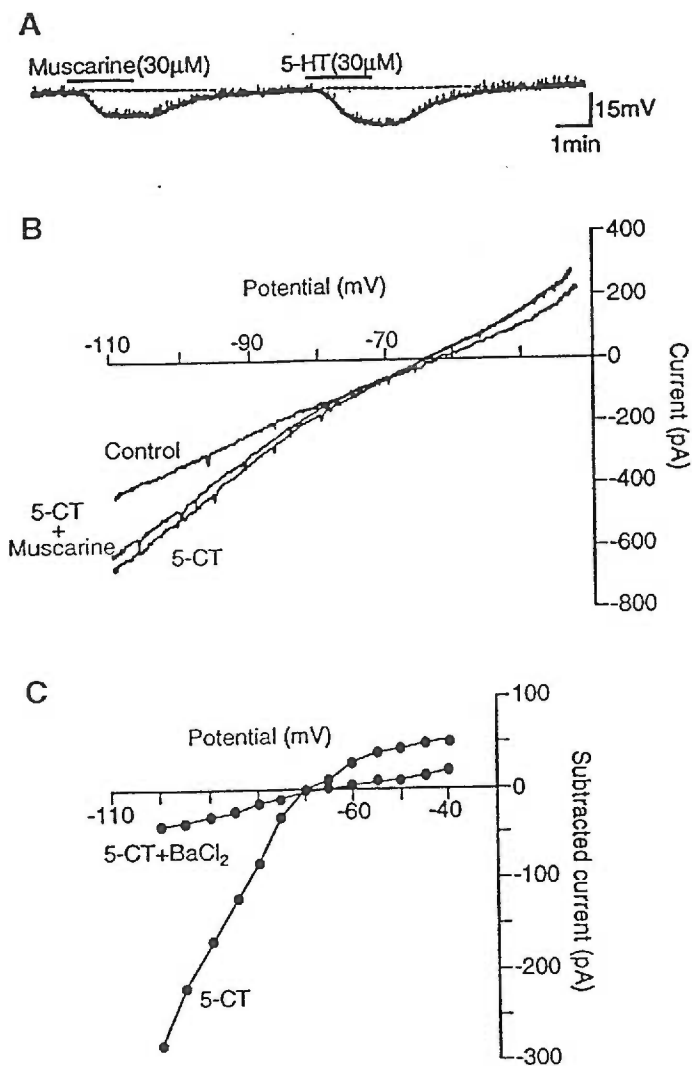 A
Muscarine(30µM)
5-HT(30µM)
15mV
1min
B
400
200
0
-200
-400
-600
-800
Current (pA)
Potential (mV)
-110
-90
-70
Control
5-CT
+
Muscarine
5-CT
C
100
0
-100
-200
-300
Subtracted current (pA)
Potential (mV)
-110
-60
-40
5-CT+BaCl₂
5-CT